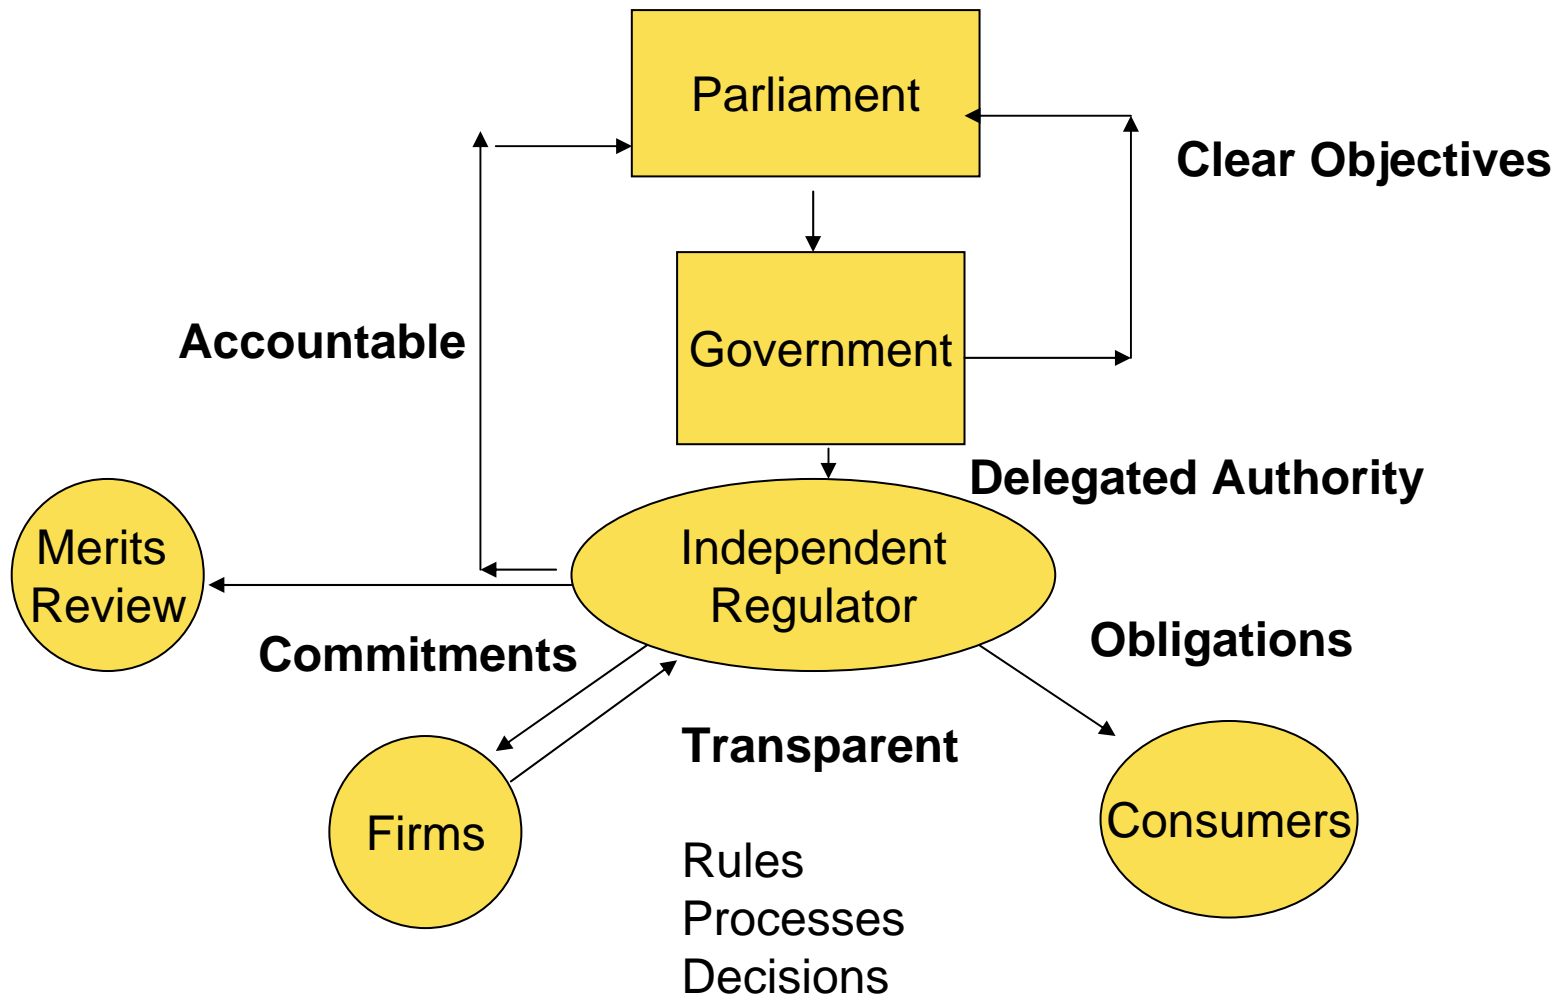 Parliament
Clear Objectives
Accountable
Government
Delegated Authority
Merits
Review
Independent
Regulator
Commitments
Obligations
Transparent
Firms
Consumers
Rules
Processes
Decisions